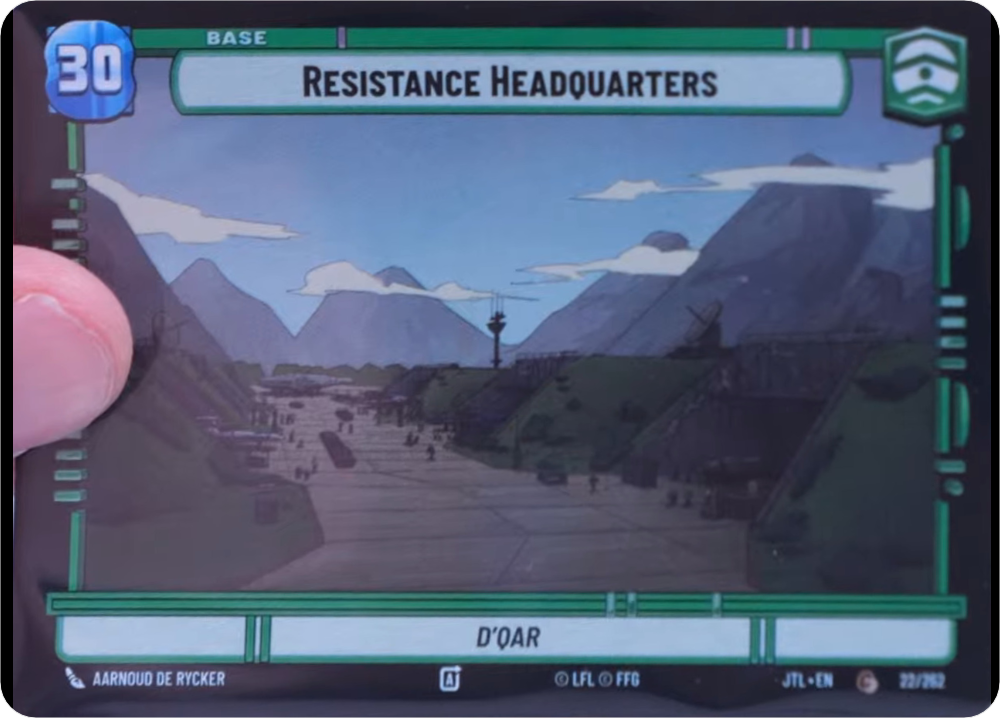 30
BASE
RESISTANCE HEADQUARTERS
D'QAR
AARNOUD DE RYCKER
A
© LFL © FFG
JTL•EN
C
22/262